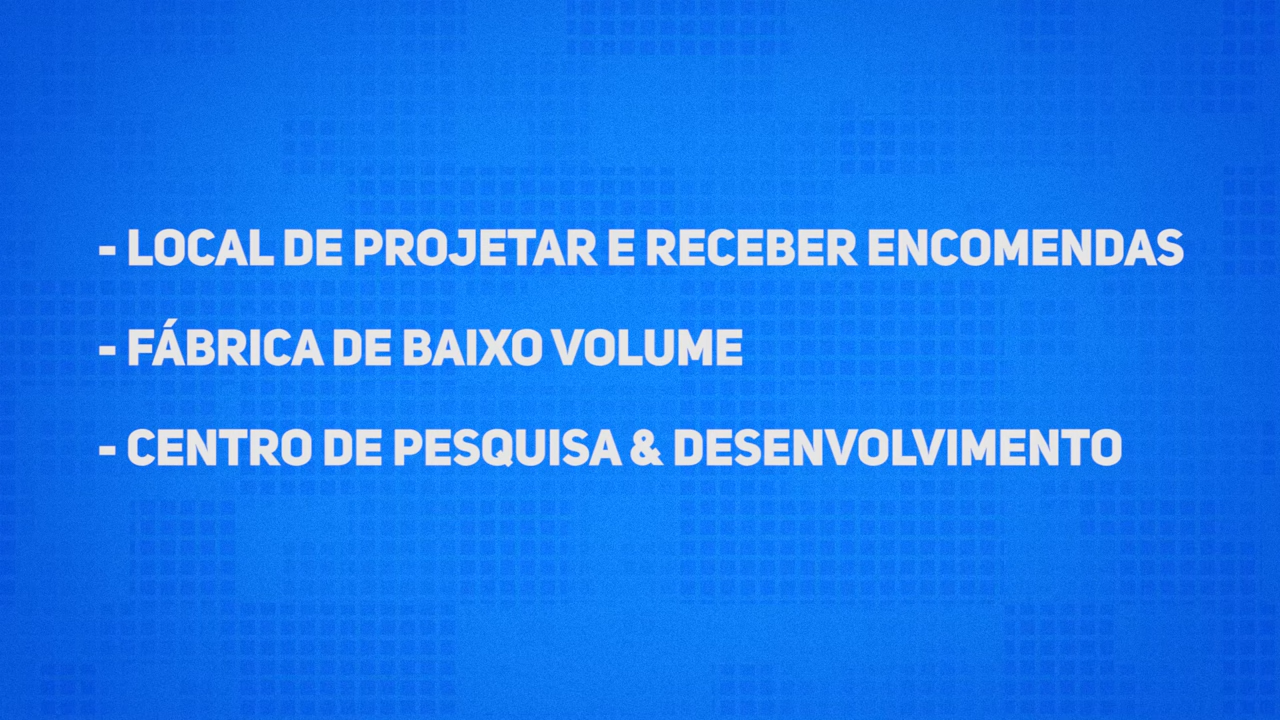 - LOCAL DE PROJETAR E RECEBER ENCOMENDAS
- FÁBRICA DE BAIXO VOLUME
- CENTRO DE PESQUISA & DESENVOLVIMENTO